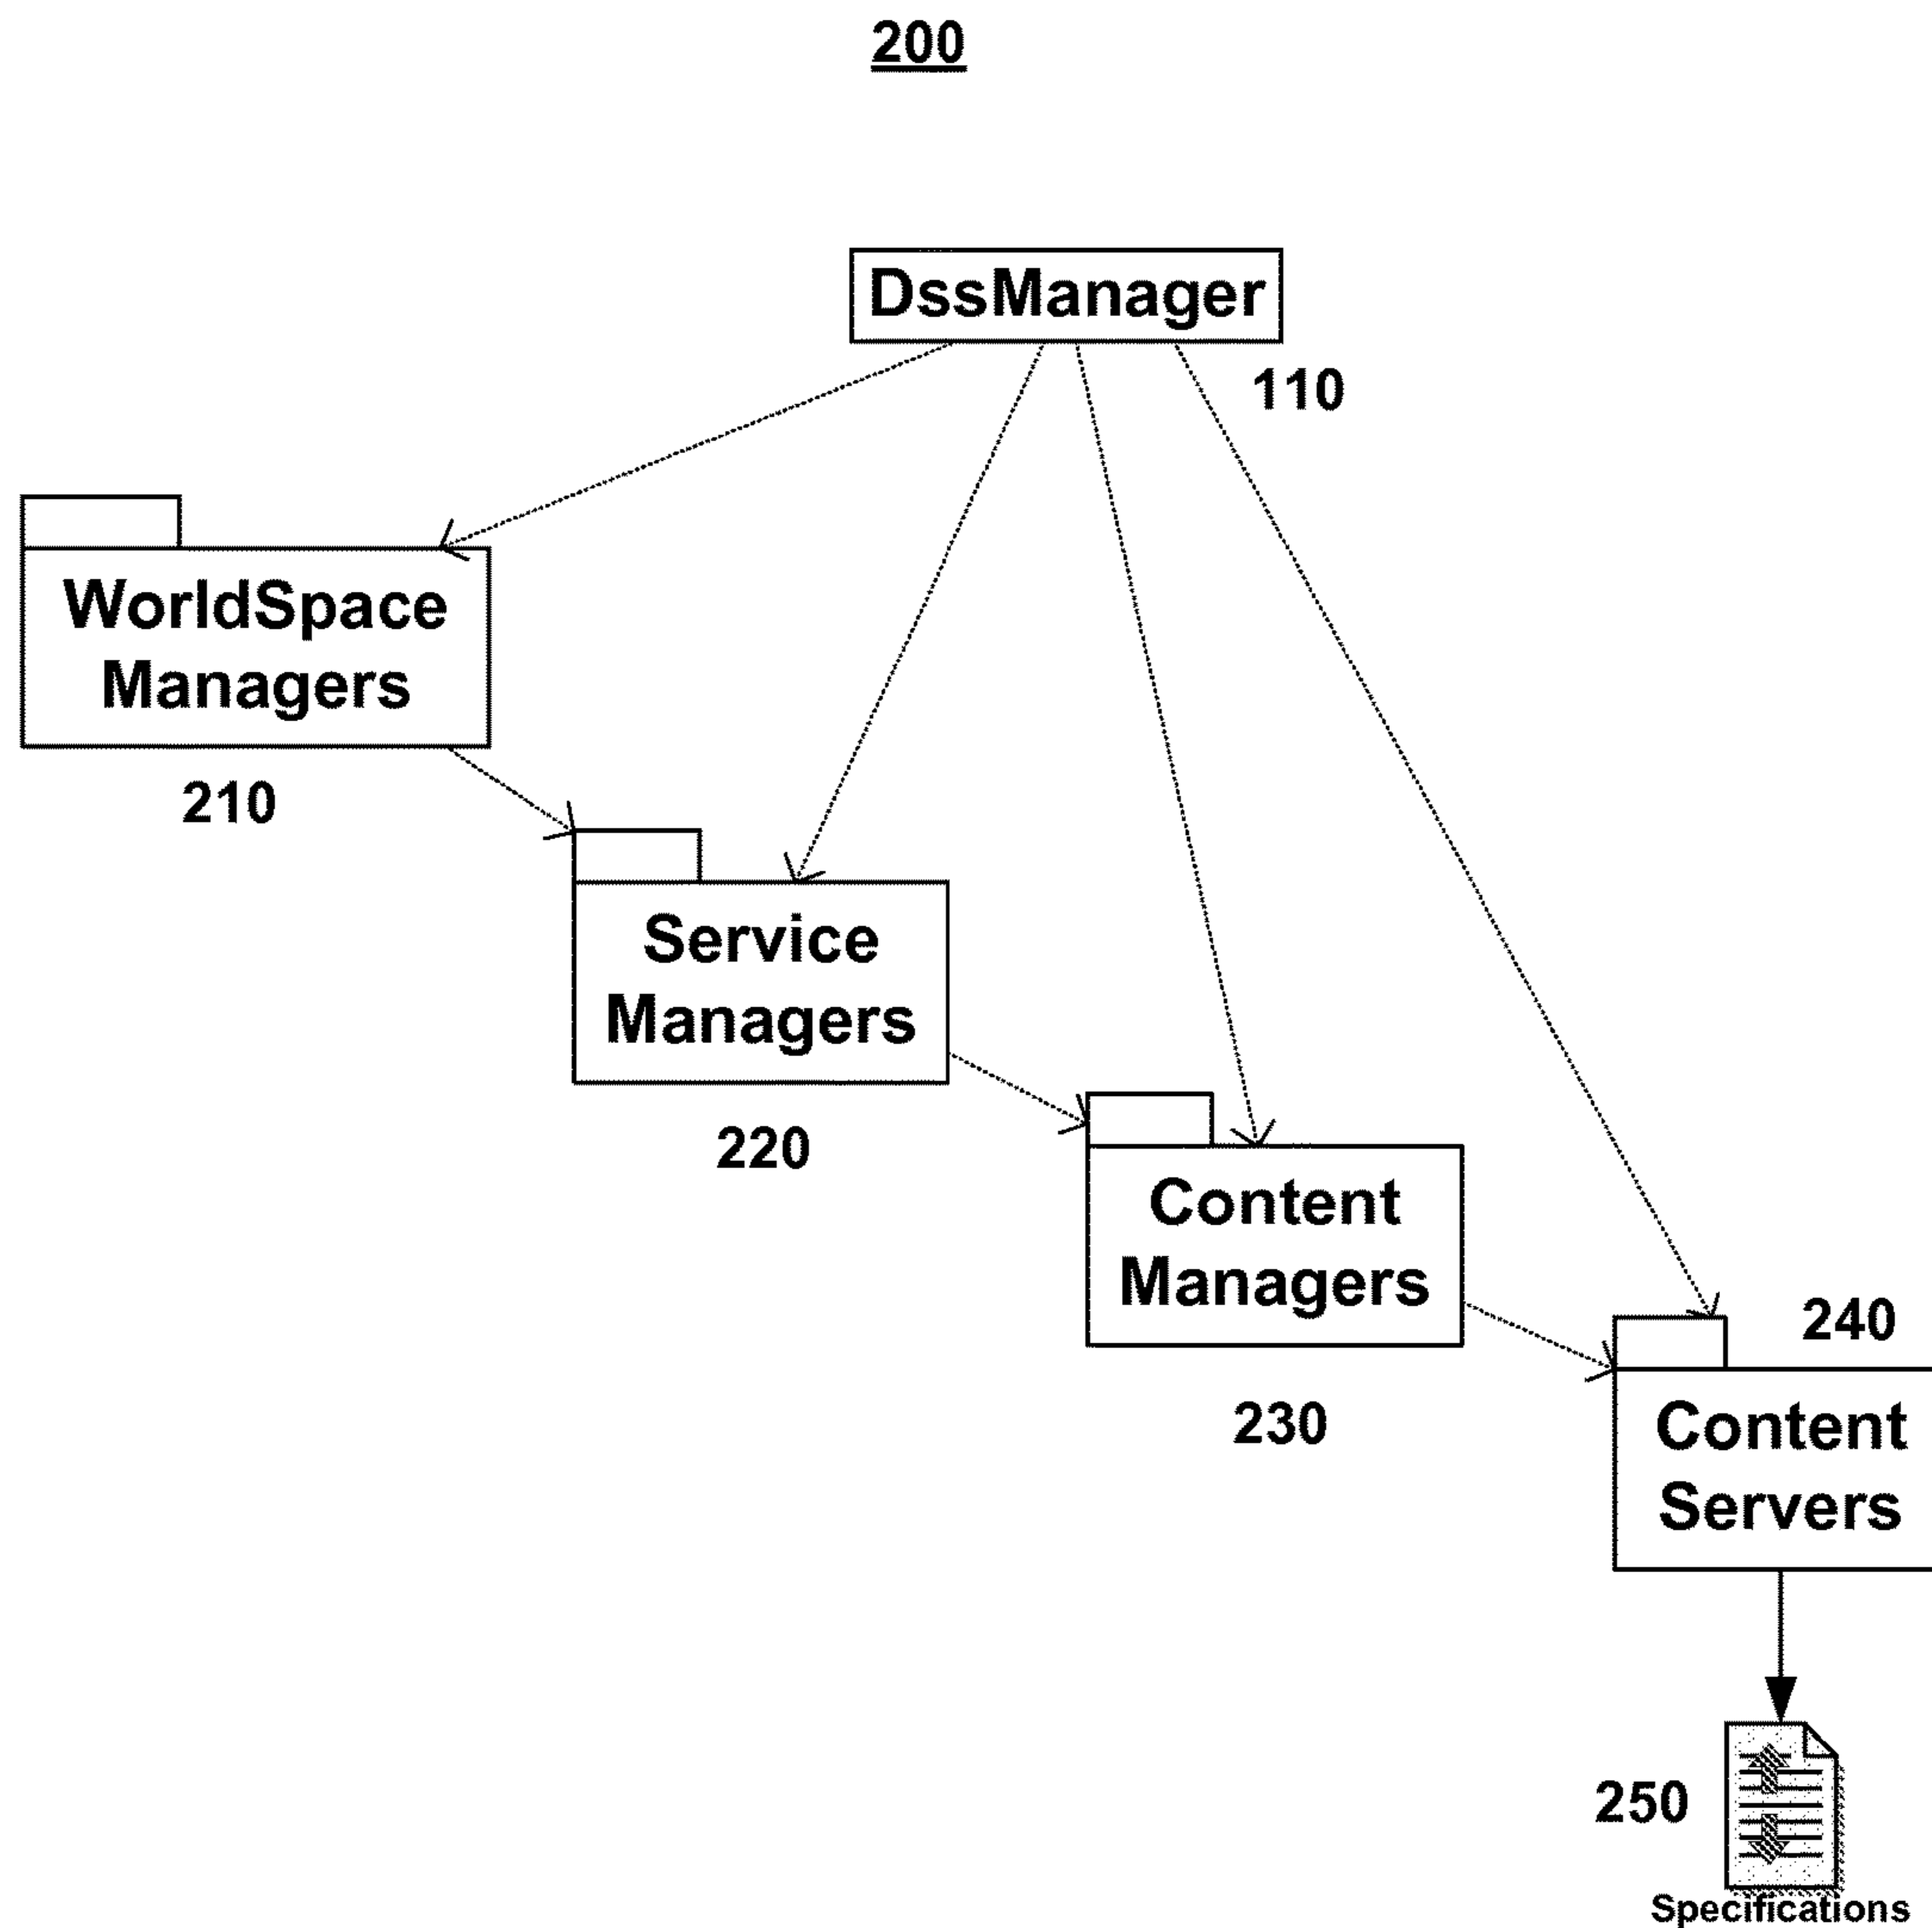 200
DssManager
110
WorldSpace
Managers
210
Service
Managers
220
Content
Managers
230
240
Content
Servers
250
Specifications